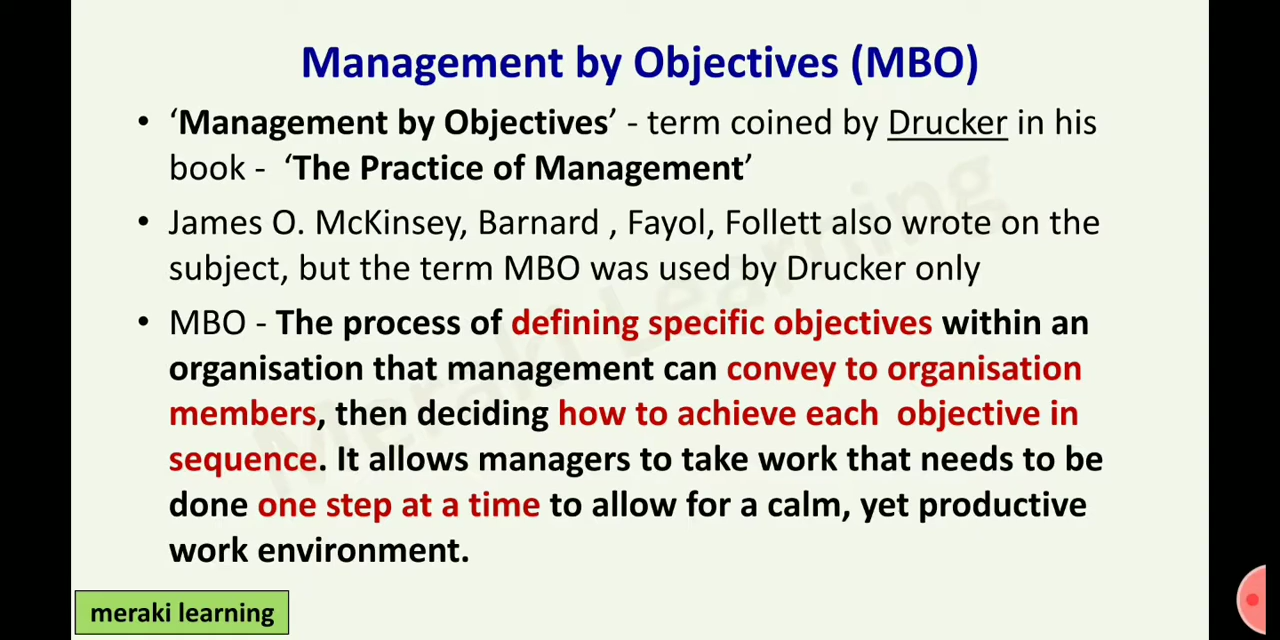 Management by Objectives (MBO)
• ‘Management by Objectives’ - term coined by Drucker in his
book - ‘The Practice of Management’
• James O. McKinsey, Barnard , Fayol, Follett also wrote on the
subject, but the term MBO was used by Drucker only
• MBO - The process of defining specific objectives within an
organisation that management can convey to organisation
members, then deciding how to achieve each objective in
sequence. It allows managers to take work that needs to be
done one step at a time to allow for a calm, yet productive
work environment.
Meraki Learning
meraki learning